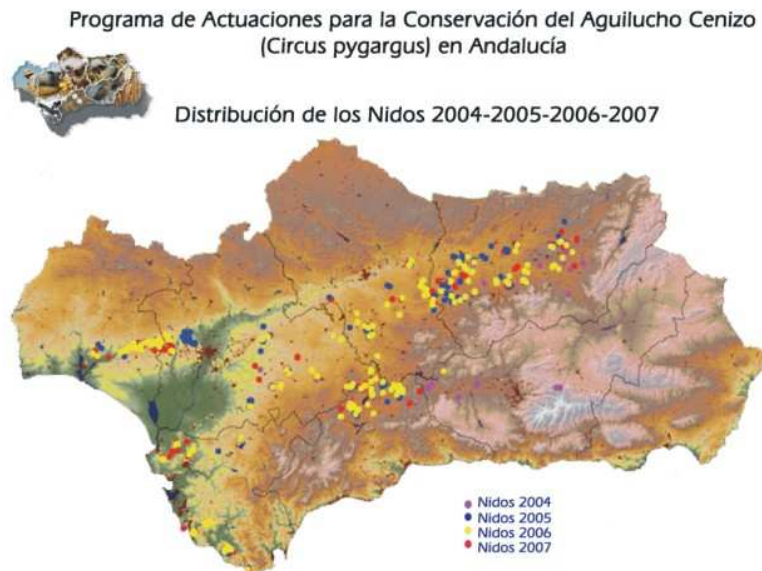 Programa de Actuaciones para la Conservación del Aguilucho Cenizo
(Circus pygargus) en Andalucía
Distribución de los Nidos 2004-2005-2006-2007
Nidos 2004
Nidos 2005
Nidos 2006
Nidos 2007